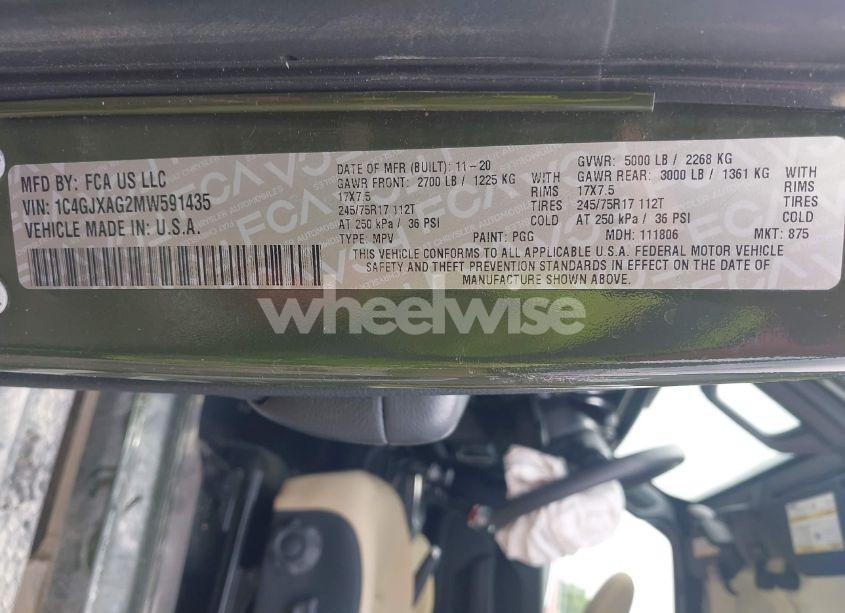 MFD BY: FCA US LLC
VIN: 1C4GJXAG2MW591435
VEHICLE MADE IN: U.S.A.
DATE OF MFR (BUILT): 11-20
GAWR FRONT: 2700 LB / 1225 KG WITH
17X7.5 RIMS
245/75R17 112T TIRES
AT 250 kPa / 36 PSI COLD
TYPE: MPV PAINT: PGG
GVWR: 5000 LB / 2268 KG
GAWR REAR: 3000 LB / 1361 KG WITH
17X7.5 RIMS
245/75R17 112T TIRES
AT 250 kPa / 36 PSI COLD
MDH: 111806 MKT: 875
THIS VEHICLE CONFORMS TO ALL APPLICABLE U.S.A. FEDERAL MOTOR VEHICLE
SAFETY AND THEFT PREVENTION STANDARDS IN EFFECT ON THE DATE OF
MANUFACTURE SHOWN ABOVE.
wheelwise